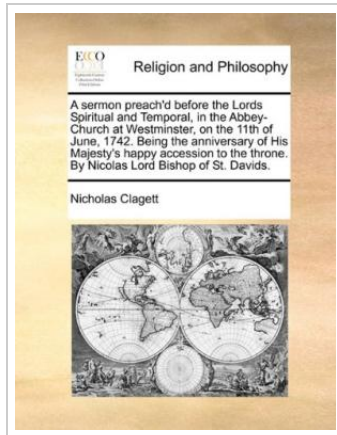 ECCO
Religion and Philosophy
A sermon preach'd before the Lords
Spiritual and Temporal, in the Abbey-
Church at Westminster, on the 11th of
June, 1742. Being the anniversary of His
Majesty's happy accession to the throne.
By Nicolas Lord Bishop of St. Davids.
Nicholas Clagett